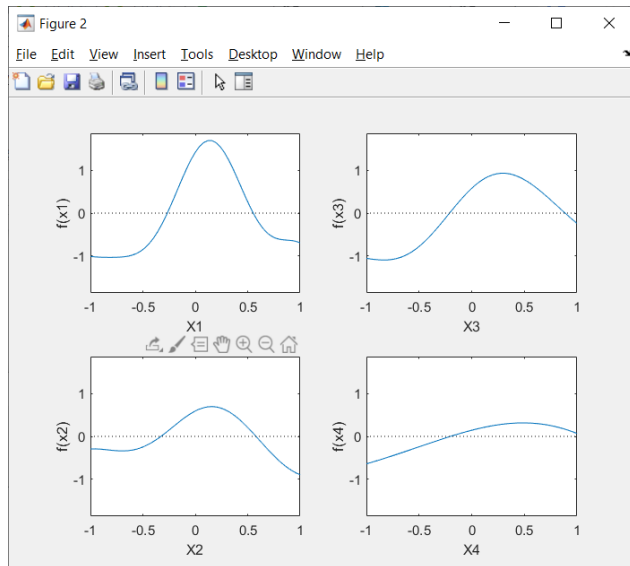 Figure 2
File Edit View Insert Tools Desktop Window Help
1
0
-1
f(x1)
-1 -0.5 0 0.5 1
X1
1
0
-1
f(x3)
-1 -0.5 0 0.5 1
X3
1
0
-1
f(x2)
-1 -0.5 0 0.5 1
X2
1
0
-1
f(x4)
-1 -0.5 0 0.5 1
X4